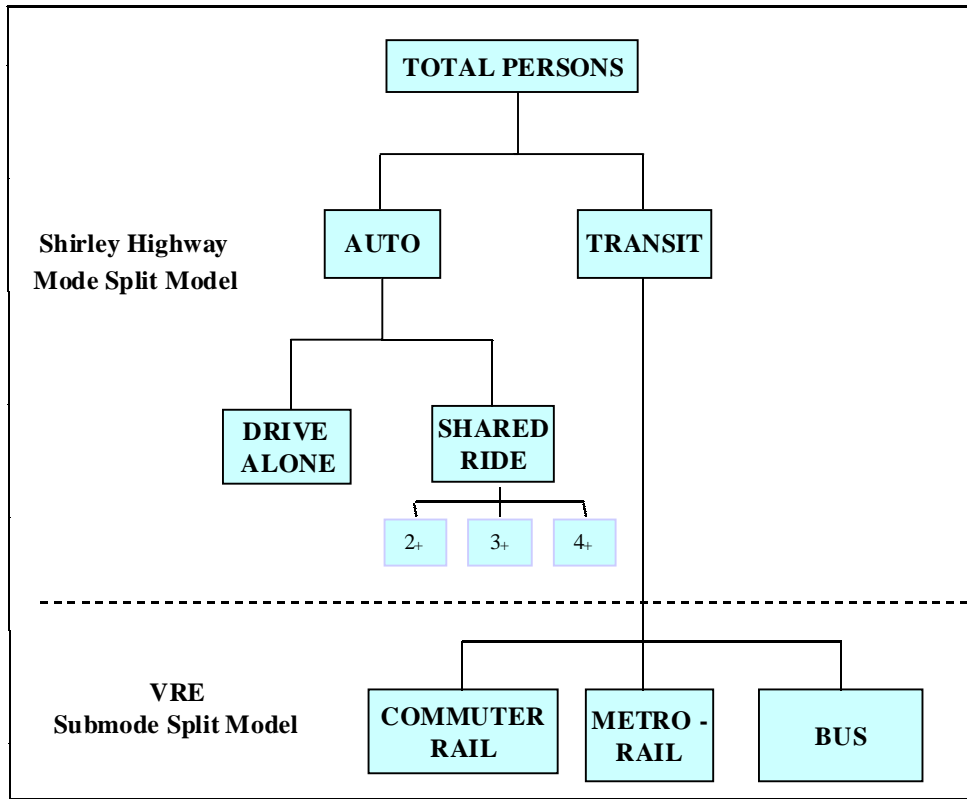 TOTAL PERSONS
Shirley Highway
Mode Split Model
AUTO
TRANSIT
DRIVE
ALONE
SHARED
RIDE
2+
3+
4+
VRE
Submode Split Model
COMMUTER
RAIL
METRO -
RAIL
BUS